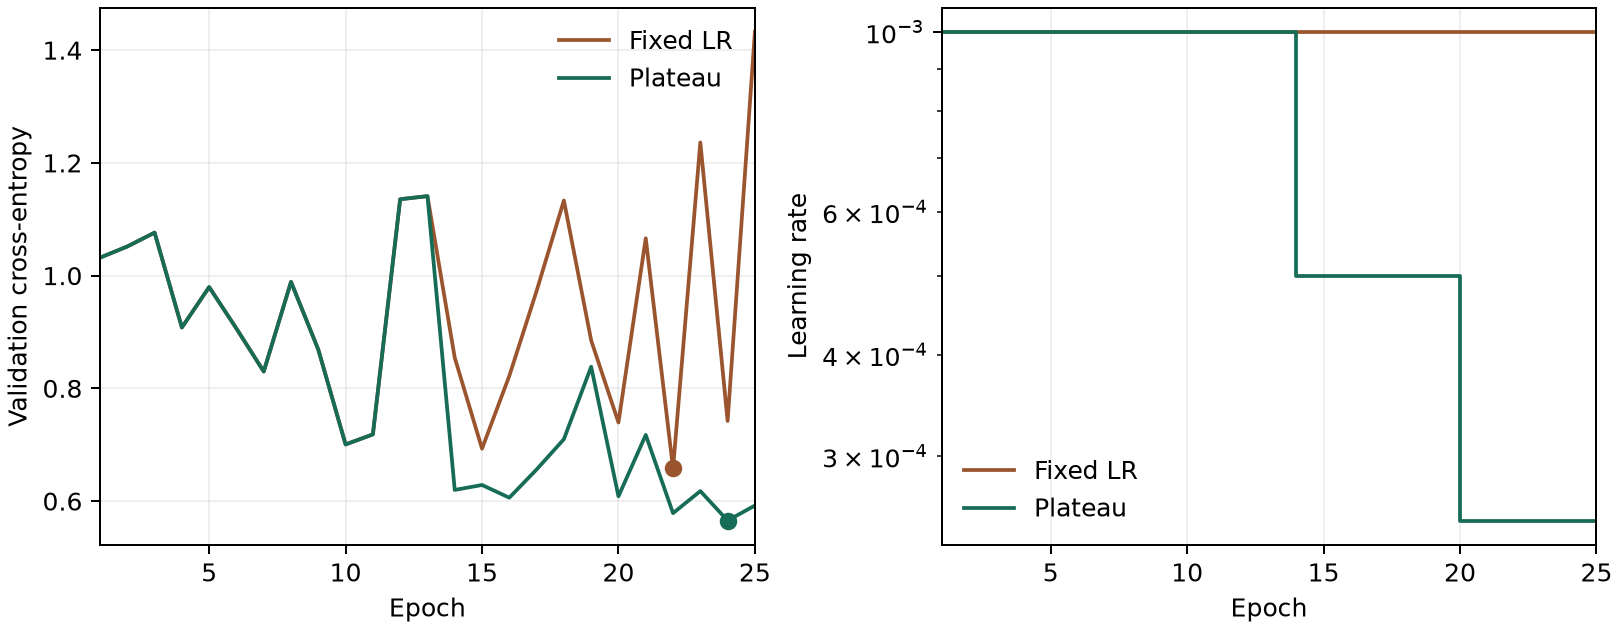 Validation cross-entropy
1.4
1.2
1.0
0.8
0.6
Fixed LR
Plateau
5 10 15 20 25
Epoch
Learning rate
10⁻³
6 × 10⁻⁴
4 × 10⁻⁴
3 × 10⁻⁴
Fixed LR
Plateau
5 10 15 20 25
Epoch